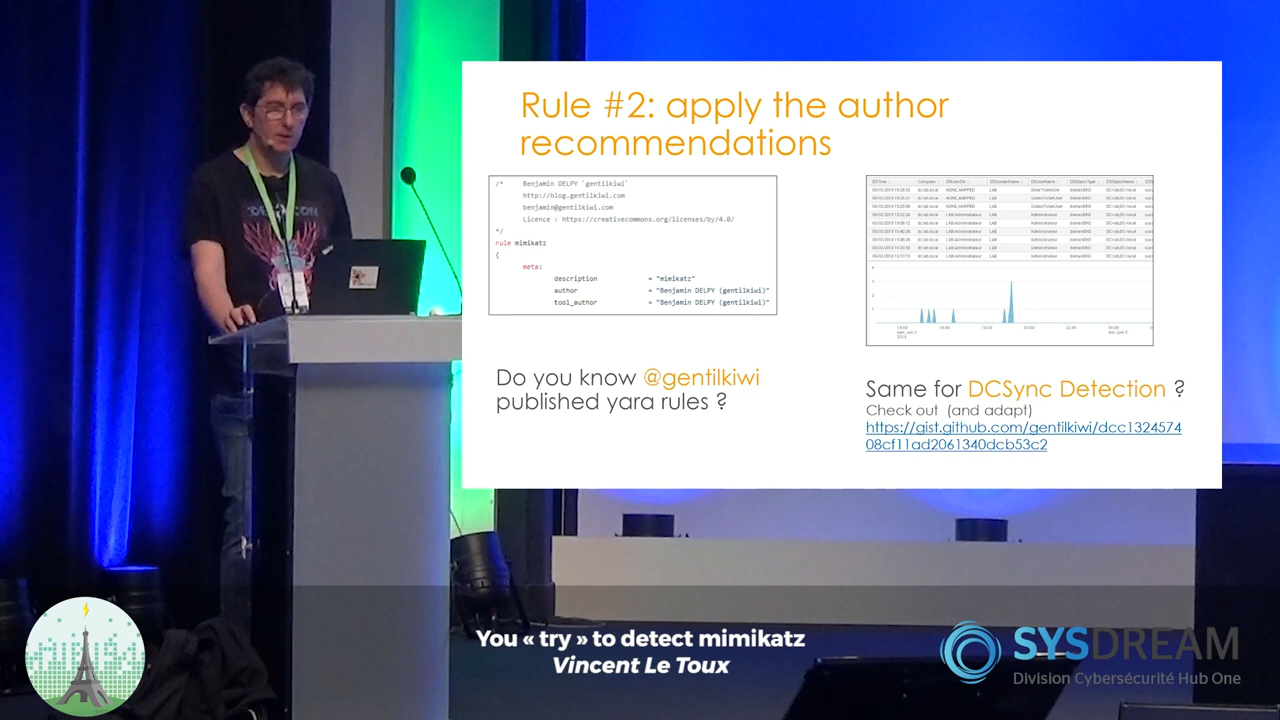 Rule #2: apply the author
recommendations
/* Benjamin DELPY `gentilkiwi`
http://blog.gentilkiwi.com
benjamin@gentilkiwi.com
Licence : https://creativecommons.org/licenses/by/4.0/
*/
rule mimikatz
{
meta:
description = "mimikatz"
author = "Benjamin DELPY (gentilkiwi)"
tool_author = "Benjamin DELPY (gentilkiwi)"
Do you know @gentilkiwi
published yara rules ?
Same for DCSync Detection ?
Check out (and adapt)
https://gist.github.com/gentilkiwi/dcc1324574
08cf11ad2061340dcb53c2
You « try » to detect mimikatz
Vincent Le Toux
SYSDREAM
Division Cybersécurité Hub One